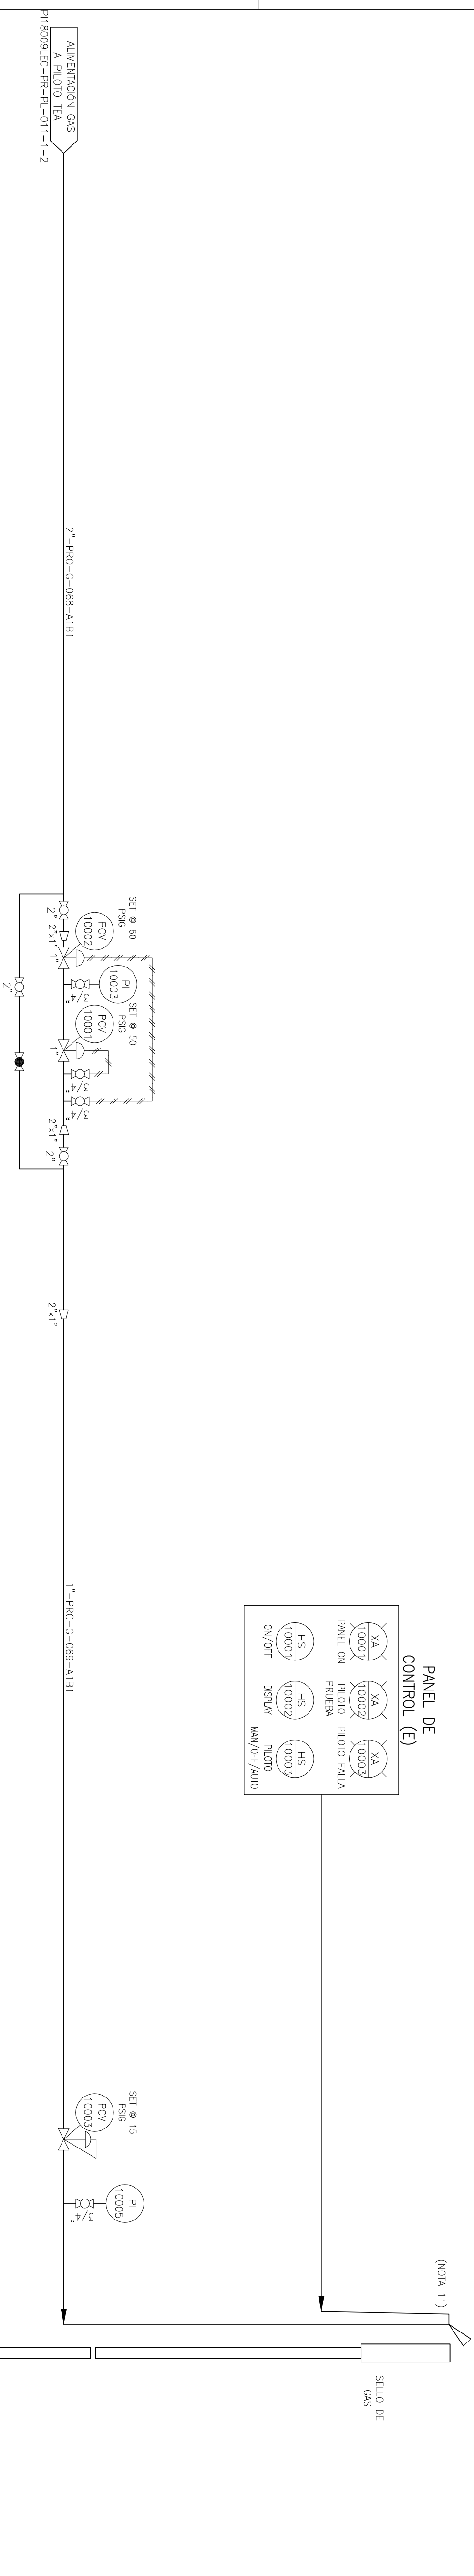 ALIMENTACIÓN GAS
A PILOTO TEA
PI18009LEC-PR-PL-011-1-2
2"-PRO-G-068-A1B1
SET @ 60
PSIG
PCV
10002
2"
2"x1"
1"
PI
10003
3/4"
SET @ 50
PSIG
PCV
10001
1"
3/4"
3/4"
2"x1"
2"
2"
2"x1"
1"-PRO-G-069-A1B1
PANEL DE
CONTROL (E)
XA
10001
PANEL ON
XA
10002
PILOTO
PRUEBA
XA
10003
PILOTO FALLA
HS
10001
ON/OFF
HS
10002
DISPLAY
HS
10003
PILOTO
MAN/OFF/AUTO
SET @ 15
PSIG
PCV
10003
PI
10005
3/4"
(NOTA 11)
SELLO DE
GAS